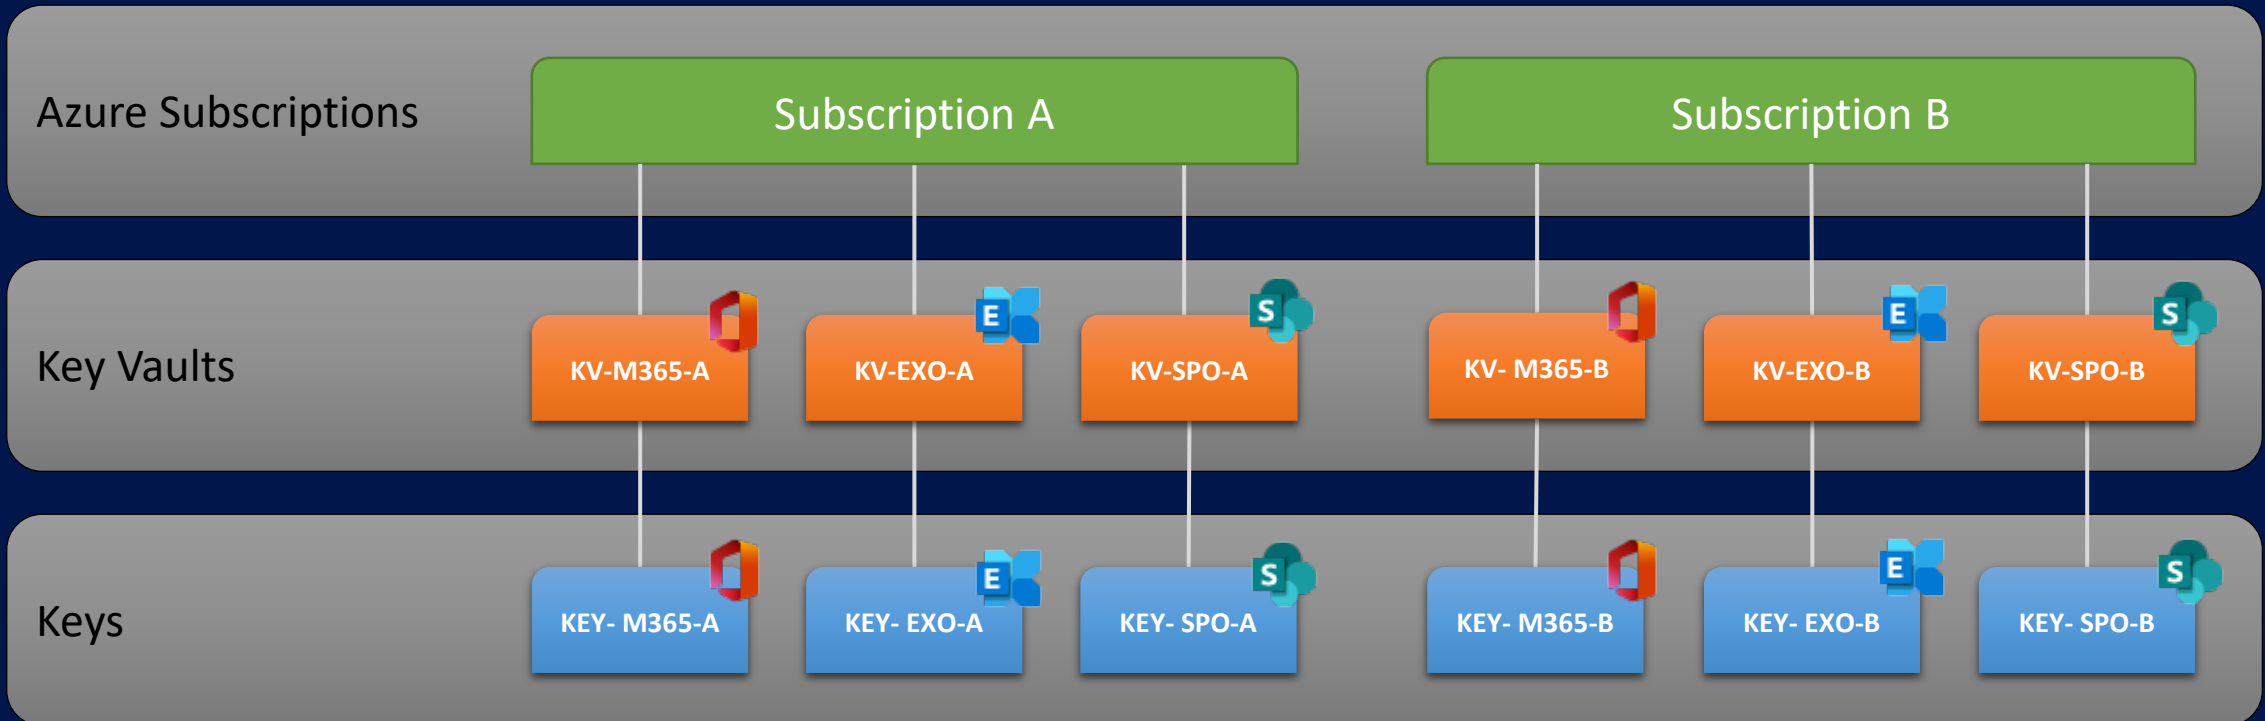 Azure Subscriptions
Subscription A
Subscription B
Key Vaults
KV-M365-A
KV-EXO-A
KV-SPO-A
KV- M365-B
KV-EXO-B
KV-SPO-B
E
S
E
S
Keys
KEY- M365-A
KEY- EXO-A
KEY- SPO-A
KEY- M365-B
KEY- EXO-B
KEY- SPO-B
E
S
E
S